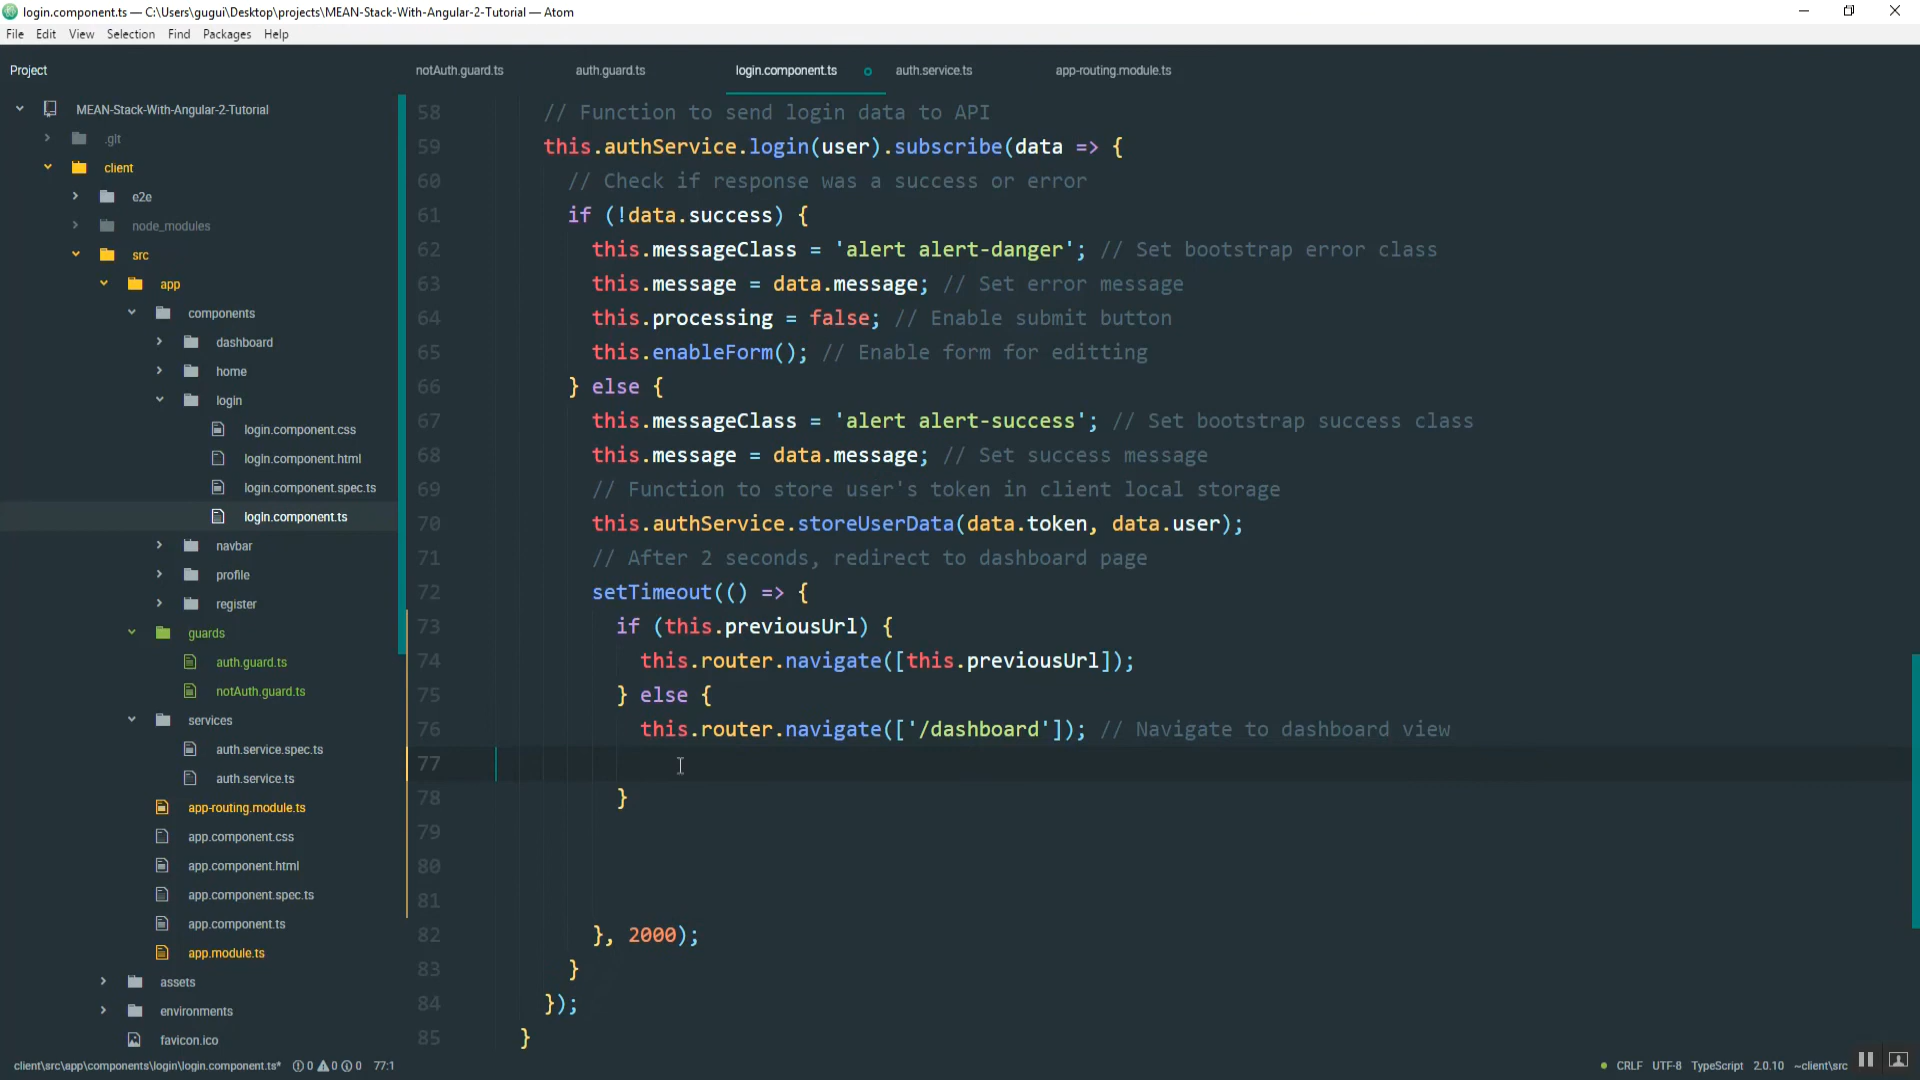 login.component.ts — C:\Users\gugui\Desktop\projects\MEAN-Stack-With-Angular-2-Tutorial — Atom
File Edit View Selection Find Packages Help
Project
notAuth.guard.ts auth.guard.ts login.component.ts auth.service.ts app-routing.module.ts
MEAN-Stack-With-Angular-2-Tutorial
.git
client
e2e
node_modules
src
app
components
dashboard
home
login
login.component.css
login.component.html
login.component.spec.ts
login.component.ts
navbar
profile
register
guards
auth.guard.ts
notAuth.guard.ts
services
auth.service.spec.ts
auth.service.ts
app-routing.module.ts
app.component.css
app.component.html
app.component.spec.ts
app.component.ts
app.module.ts
assets
environments
favicon.ico
58 // Function to send login data to API
59 this.authService.login(user).subscribe(data => {
60 // Check if response was a success or error
61 if (!data.success) {
62 this.messageClass = 'alert alert-danger'; // Set bootstrap error class
63 this.message = data.message; // Set error message
64 this.processing = false; // Enable submit button
65 this.enableForm(); // Enable form for editting
66 } else {
67 this.messageClass = 'alert alert-success'; // Set bootstrap success class
68 this.message = data.message; // Set success message
69 // Function to store user's token in client local storage
70 this.authService.storeUserData(data.token, data.user);
71 // After 2 seconds, redirect to dashboard page
72 setTimeout(() => {
73 if (this.previousUrl) {
74 this.router.navigate([this.previousUrl]);
75 } else {
76 this.router.navigate(['/dashboard']); // Navigate to dashboard view
77
78 }
79
80
81
82 }, 2000);
83 }
84 });
85 }
client\src\app\components\login\login.component.ts* 0 0 0 77:1 CRLF UTF-8 TypeScript 2.0.10 ~client\src